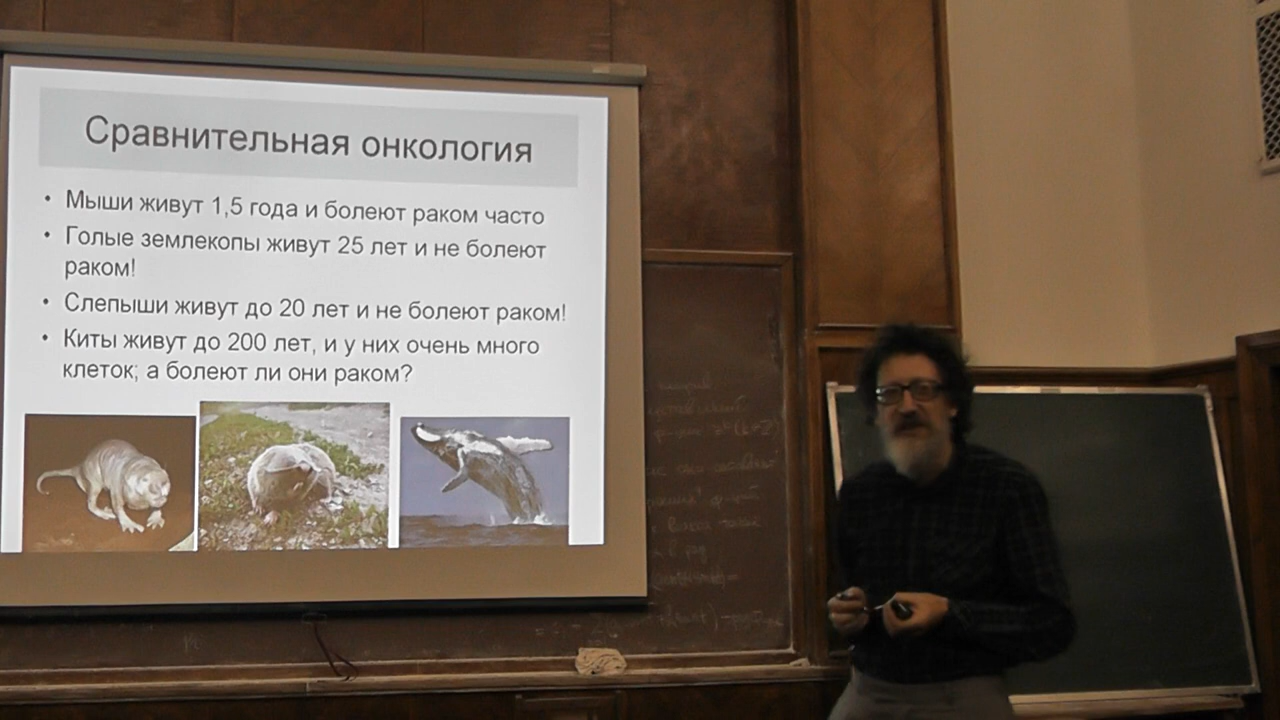 Сравнительная онкология
• Мыши живут 1,5 года и болеют раком часто
• Голые землекопы живут 25 лет и не болеют
раком!
• Слепыши живут до 20 лет и не болеют раком!
• Киты живут до 200 лет, и у них очень много
клеток; а болеют ли они раком?